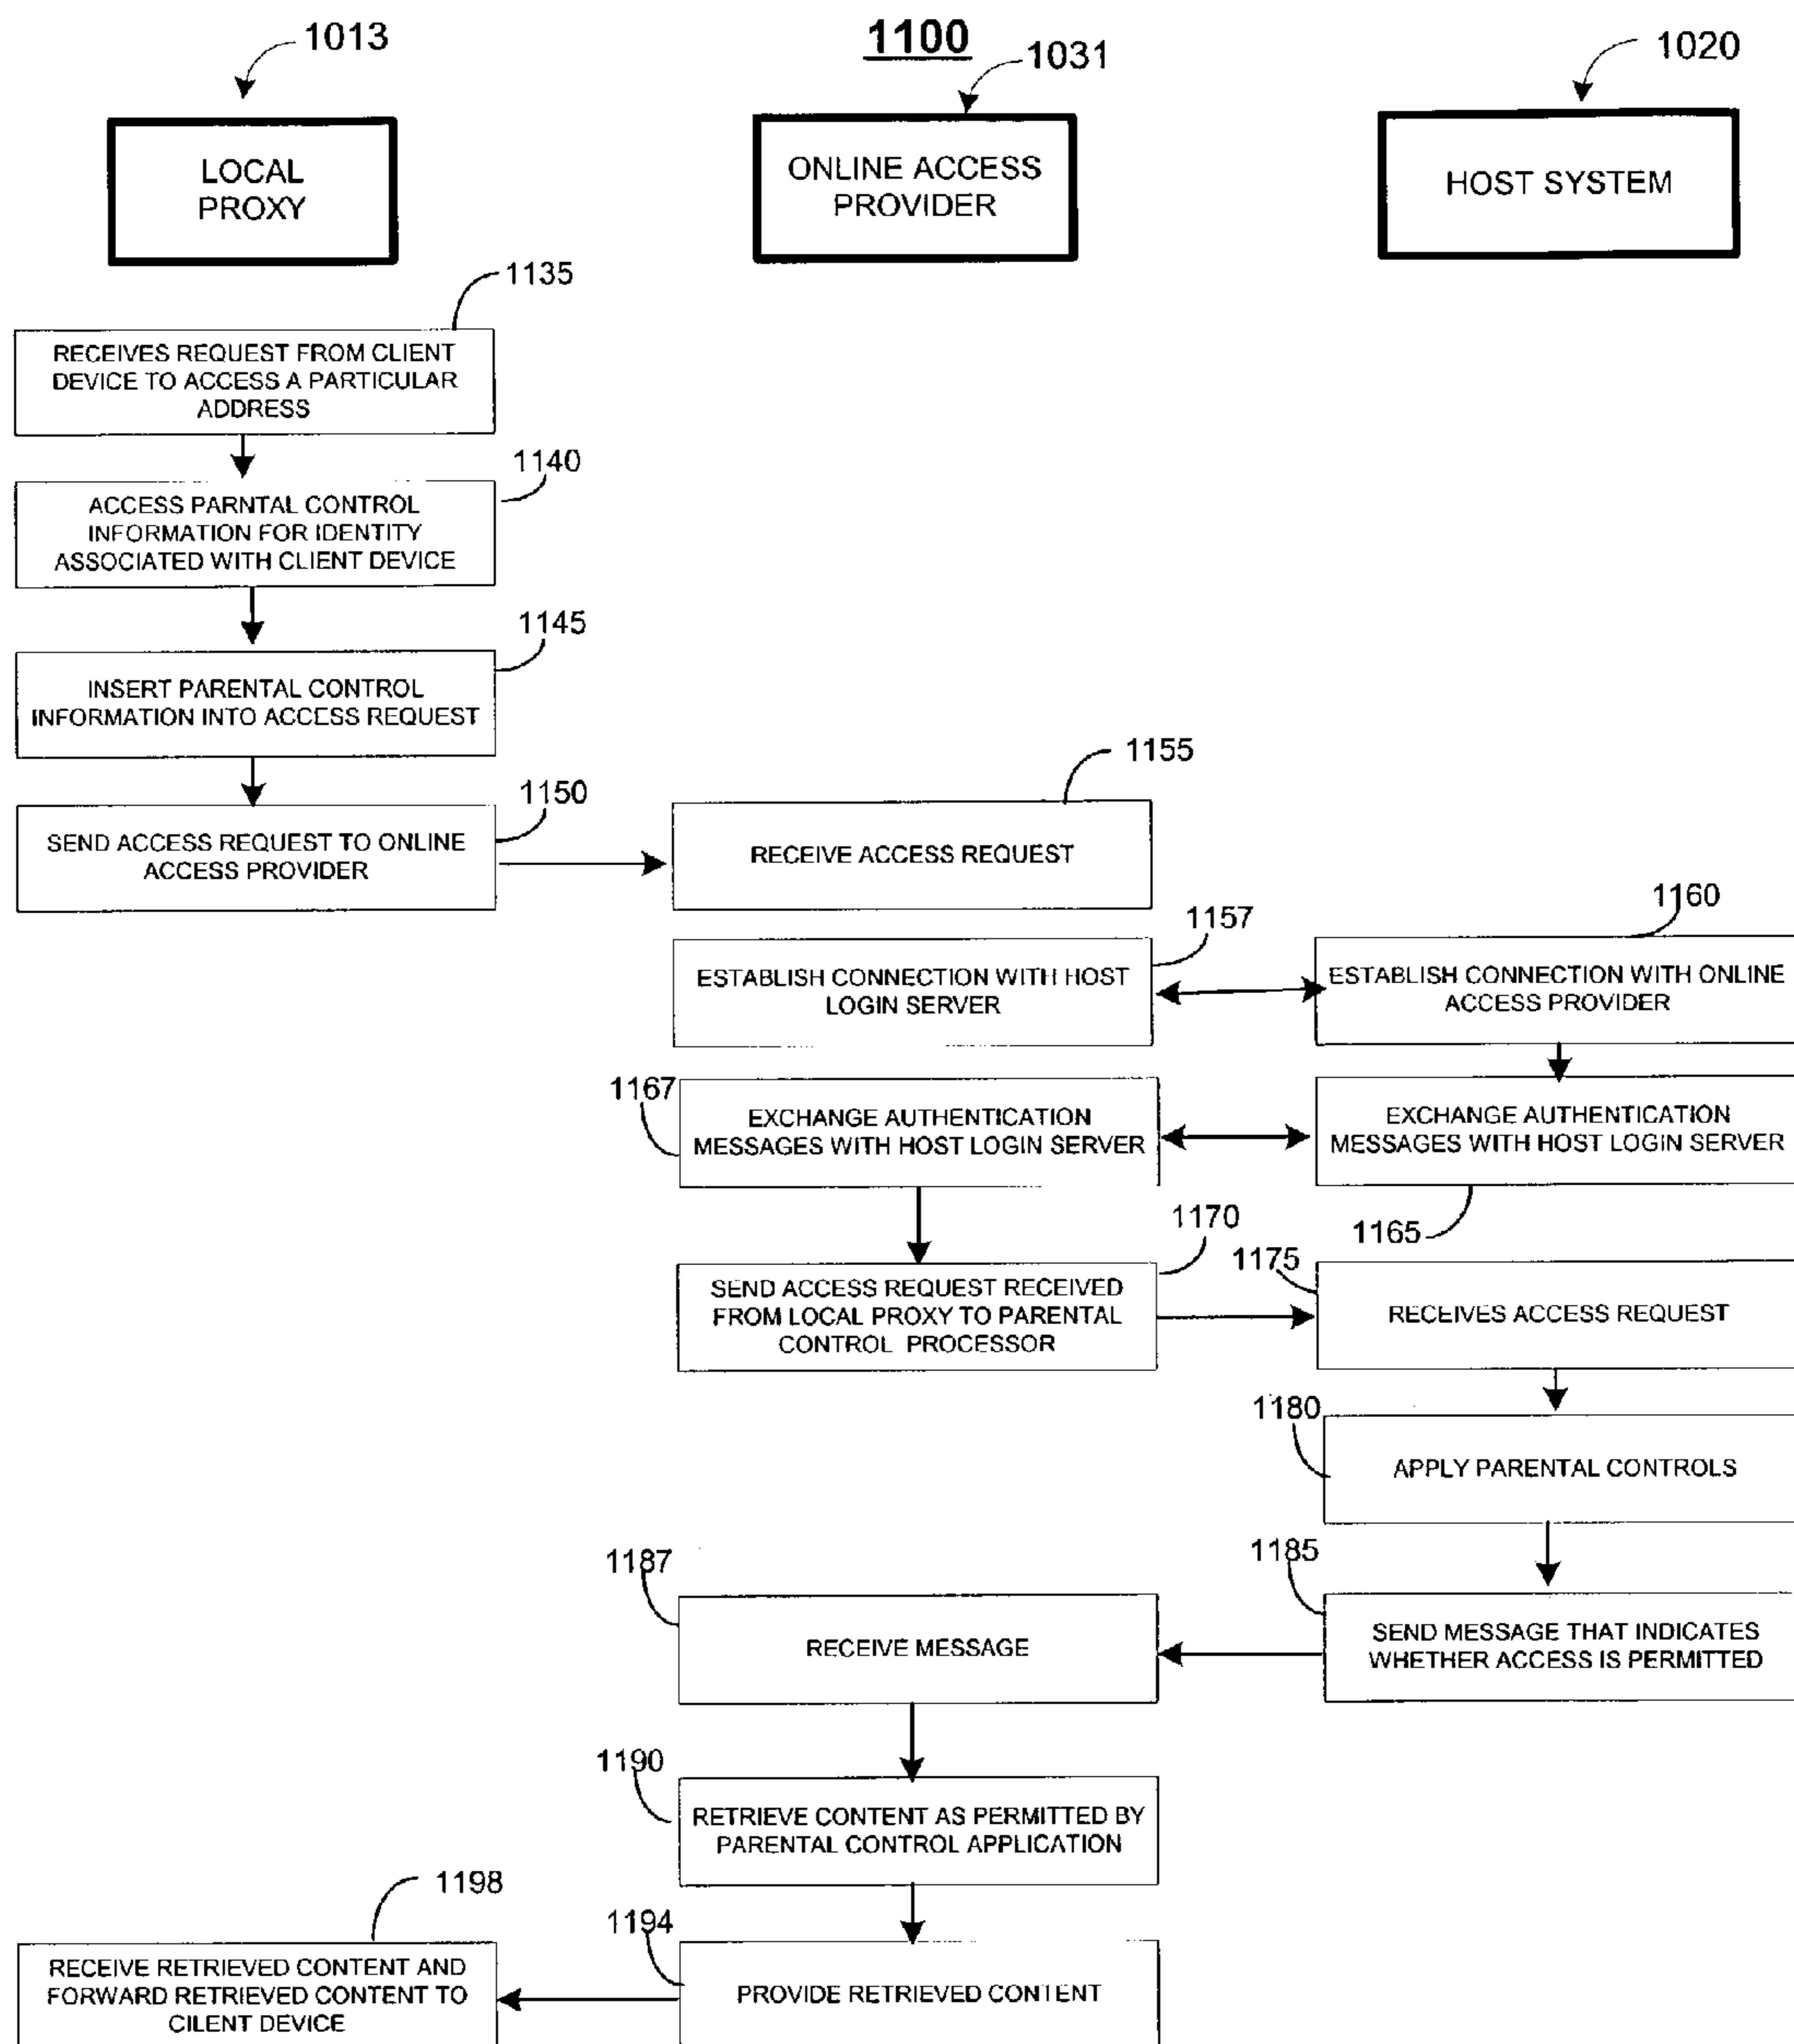 1100
1013
1031
1020
LOCAL
PROXY
ONLINE ACCESS
PROVIDER
HOST SYSTEM
1135
RECEIVES REQUEST FROM CLIENT
DEVICE TO ACCESS A PARTICULAR
ADDRESS
1140
ACCESS PARNTAL CONTROL
INFORMATION FOR IDENTITY
ASSOCIATED WITH CLIENT DEVICE
1145
INSERT PARENTAL CONTROL
INFORMATION INTO ACCESS REQUEST
1150
SEND ACCESS REQUEST TO ONLINE
ACCESS PROVIDER
1155
RECEIVE ACCESS REQUEST
1157
ESTABLISH CONNECTION WITH HOST
LOGIN SERVER
1160
ESTABLISH CONNECTION WITH ONLINE
ACCESS PROVIDER
1167
EXCHANGE AUTHENTICATION
MESSAGES WITH HOST LOGIN SERVER
EXCHANGE AUTHENTICATION
MESSAGES WITH HOST LOGIN SERVER
1165
1170
SEND ACCESS REQUEST RECEIVED
FROM LOCAL PROXY TO PARENTAL
CONTROL PROCESSOR
1175
RECEIVES ACCESS REQUEST
1180
APPLY PARENTAL CONTROLS
1185
SEND MESSAGE THAT INDICATES
WHETHER ACCESS IS PERMITTED
1187
RECEIVE MESSAGE
1190
RETRIEVE CONTENT AS PERMITTED BY
PARENTAL CONTROL APPLICATION
1194
PROVIDE RETRIEVED CONTENT
1198
RECEIVE RETRIEVED CONTENT AND
FORWARD RETRIEVED CONTENT TO
CILENT DEVICE